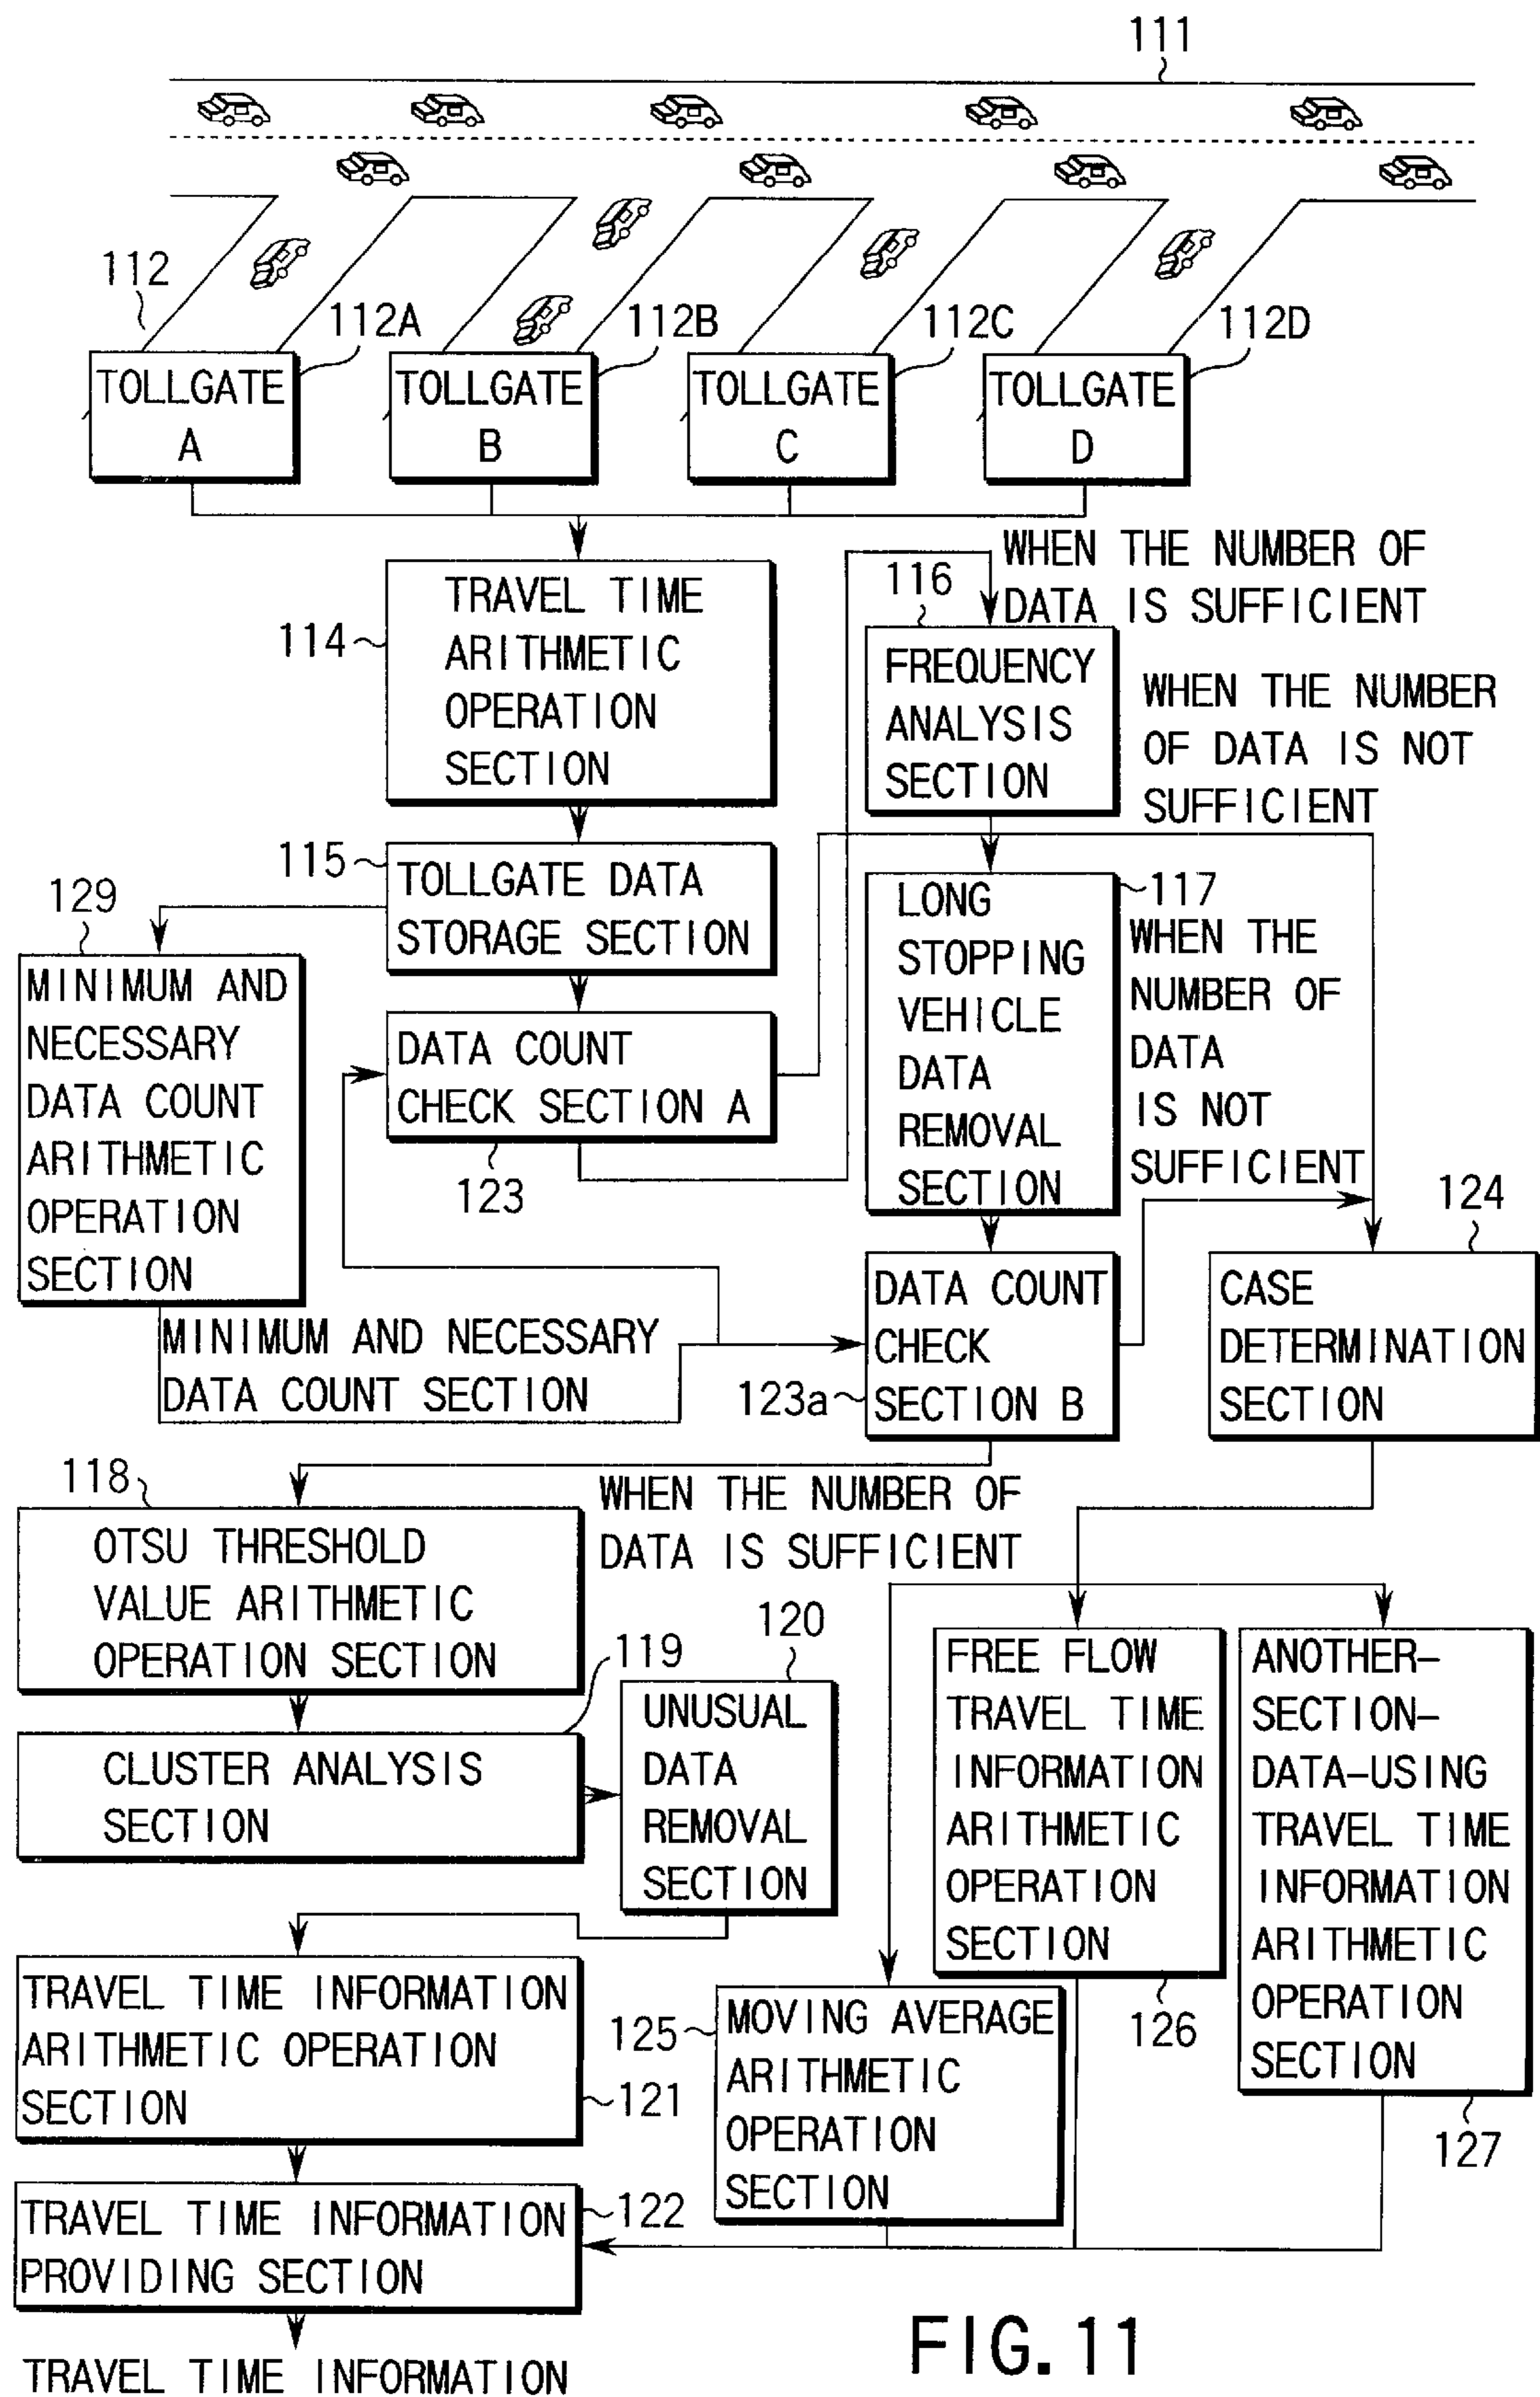 111
112
112A
112B
112C
112D
TOLLGATE
A
TOLLGATE
B
TOLLGATE
C
TOLLGATE
D
114
TRAVEL TIME
ARITHMETIC
OPERATION
SECTION
WHEN THE NUMBER OF
DATA IS SUFFICIENT
116
FREQUENCY
ANALYSIS
SECTION
WHEN THE NUMBER
OF DATA IS NOT
SUFFICIENT
115
TOLLGATE DATA
STORAGE SECTION
117
LONG
STOPPING
VEHICLE
DATA
REMOVAL
SECTION
WHEN THE
NUMBER OF
DATA
IS NOT
SUFFICIENT
129
MINIMUM AND
NECESSARY
DATA COUNT
ARITHMETIC
OPERATION
SECTION
DATA COUNT
CHECK SECTION A
123
124
CASE
DETERMINATION
SECTION
DATA COUNT
CHECK
SECTION B
123a
MINIMUM AND NECESSARY
DATA COUNT SECTION
118
OTSU THRESHOLD
VALUE ARITHMETIC
OPERATION SECTION
WHEN THE NUMBER OF
DATA IS SUFFICIENT
119
CLUSTER ANALYSIS
SECTION
120
UNUSUAL
DATA
REMOVAL
SECTION
FREE FLOW
TRAVEL TIME
INFORMATION
ARITHMETIC
OPERATION
SECTION
126
ANOTHER-
SECTION-
DATA-USING
TRAVEL TIME
INFORMATION
ARITHMETIC
OPERATION
SECTION
127
TRAVEL TIME INFORMATION
ARITHMETIC OPERATION
SECTION
121
125
MOVING AVERAGE
ARITHMETIC
OPERATION
SECTION
TRAVEL TIME INFORMATION
PROVIDING SECTION
122
TRAVEL TIME INFORMATION
FIG. 11